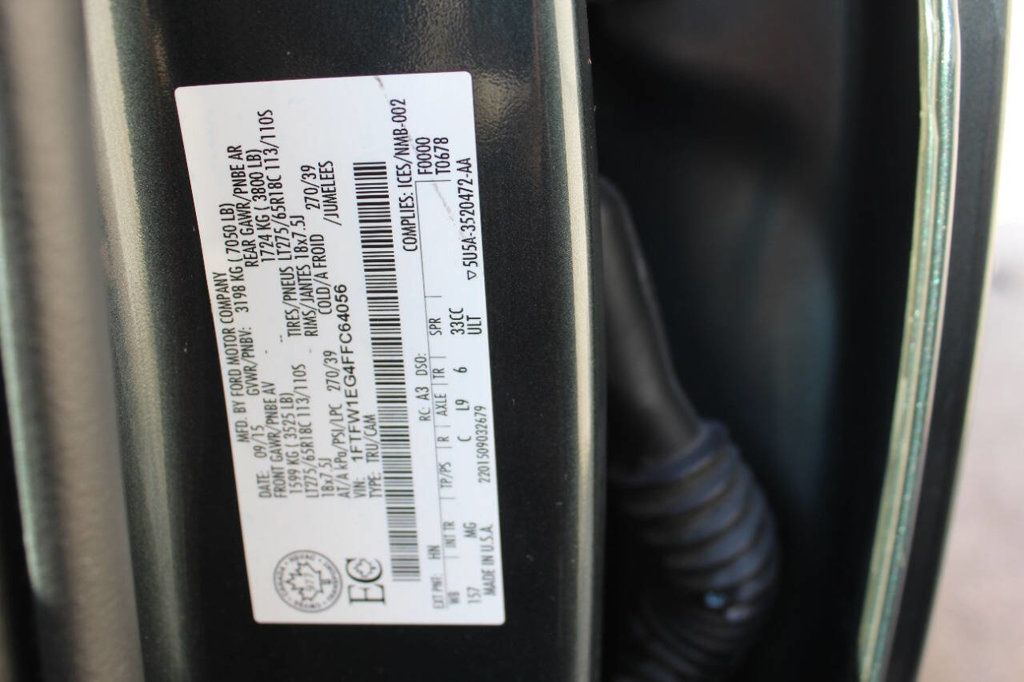 MFD. BY FORD MOTOR COMPANY
DATE: 09/15 GVWR/PNBV: 3198 KG ( 7050 LB)
FRONT GAWR/PNBE AV REAR GAWR/PNBE AR
1599 KG ( 3525 LB) 1724 KG ( 3800 LB)
LT275/65R18C 113/110S TIRES/PNEUS LT275/65R18C 113/110S
18x7.5J RIMS/JANTES 18x7.5J
AT/A kPa/PSI/LPC 270/39 COLD/A FROID 270/39
VIN: 1FTFW1EG4FFC64056 /JUMELEES
TYPE: TRU/CAM
EC
COMPLIES: ICES/NMB-002
EXT PNT: HN RC: A3 DSO: F0000
WB INT TR TP/PS R AXLE TR SPR T0678
157 MG C L9 6 33CC
ULT
MADE IN U.S.A. 2201509032679 ▽5U5A-3520472-AA